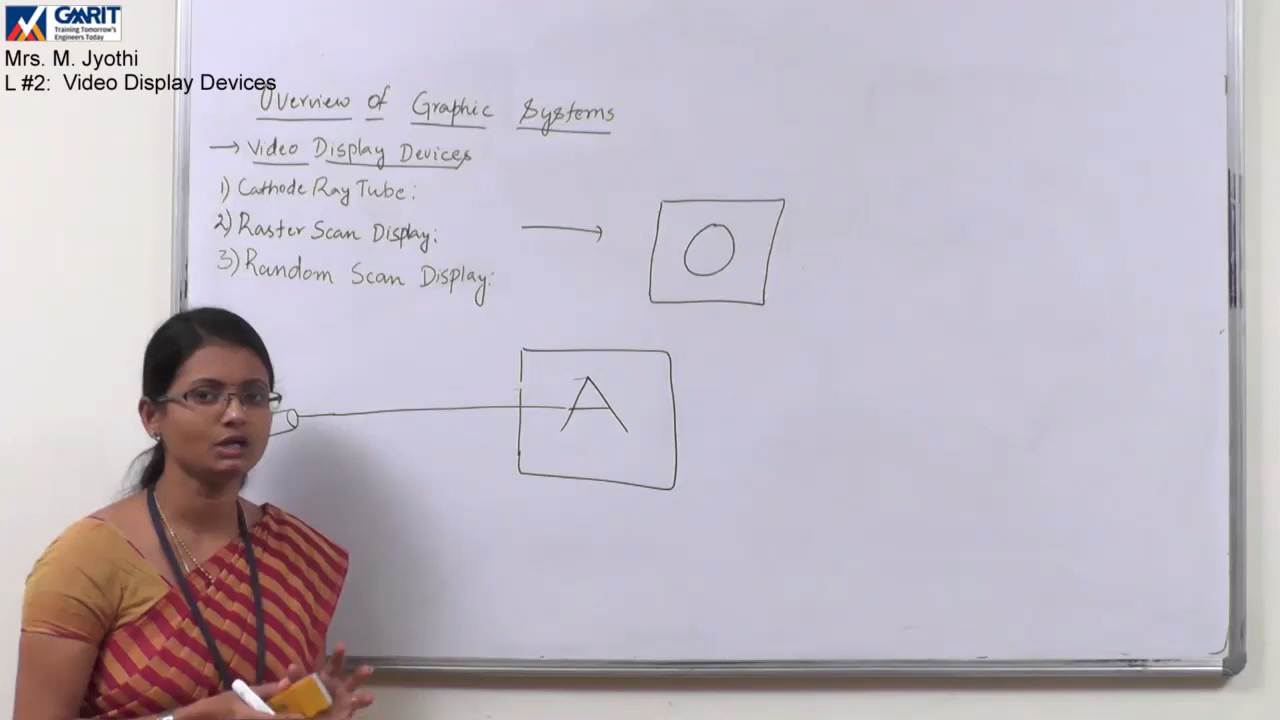 GMRIT
Training Tomorrow's
Engineers Today
Mrs. M. Jyothi
L #2: Video Display Devices
Overview of Graphic Systems
→ Video Display Devices
1) Cathode Ray Tube:
2) Raster Scan Display:
3) Random Scan Display:
O
A